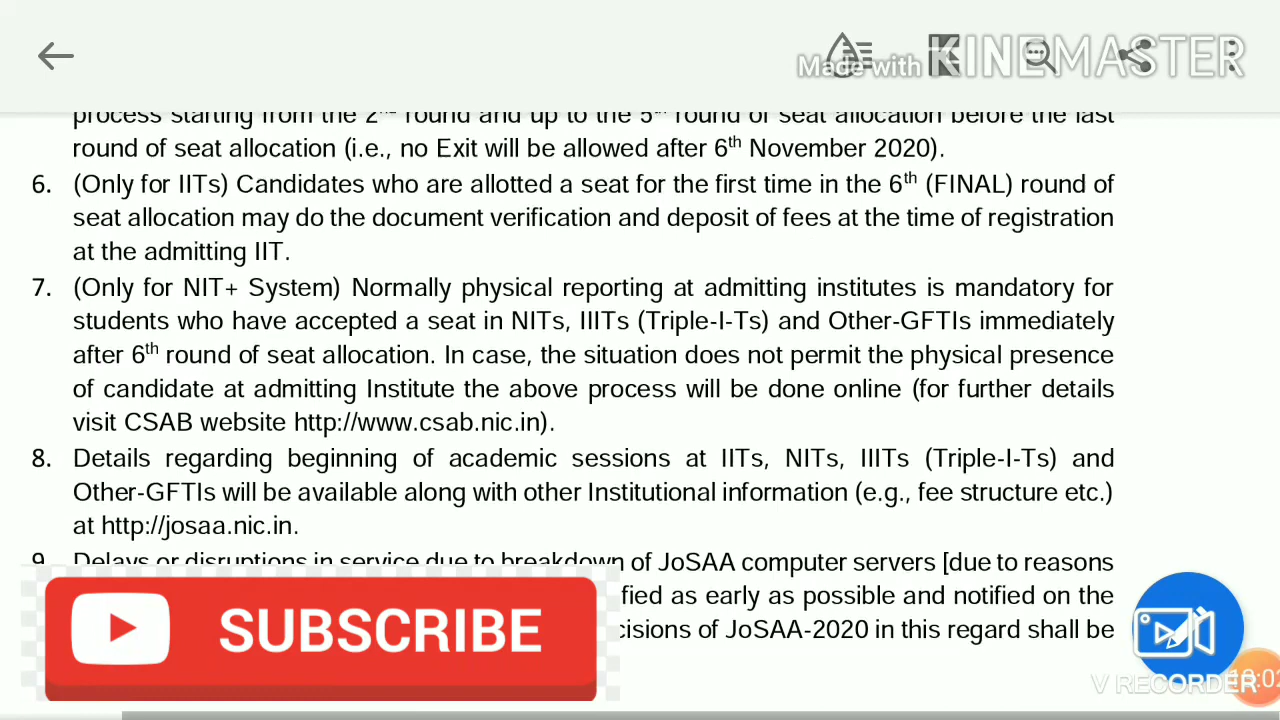 Made with KINEMASTER
process starting from the 2nd round and up to the 5th round of seat allocation before the last
round of seat allocation (i.e., no Exit will be allowed after 6th November 2020).
6. (Only for IITs) Candidates who are allotted a seat for the first time in the 6th (FINAL) round of
seat allocation may do the document verification and deposit of fees at the time of registration
at the admitting IIT.
7. (Only for NIT+ System) Normally physical reporting at admitting institutes is mandatory for
students who have accepted a seat in NITs, IIITs (Triple-I-Ts) and Other-GFTIs immediately
after 6th round of seat allocation. In case, the situation does not permit the physical presence
of candidate at admitting Institute the above process will be done online (for further details
visit CSAB website http://www.csab.nic.in).
8. Details regarding beginning of academic sessions at IITs, NITs, IIITs (Triple-I-Ts) and
Other-GFTIs will be available along with other Institutional information (e.g., fee structure etc.)
at http://josaa.nic.in.
9. Delays or disruptions in service due to breakdown of JoSAA computer servers [due to reasons
fied as early as possible and notified on the
cisions of JoSAA-2020 in this regard shall be
SUBSCRIBE
V RECORDER